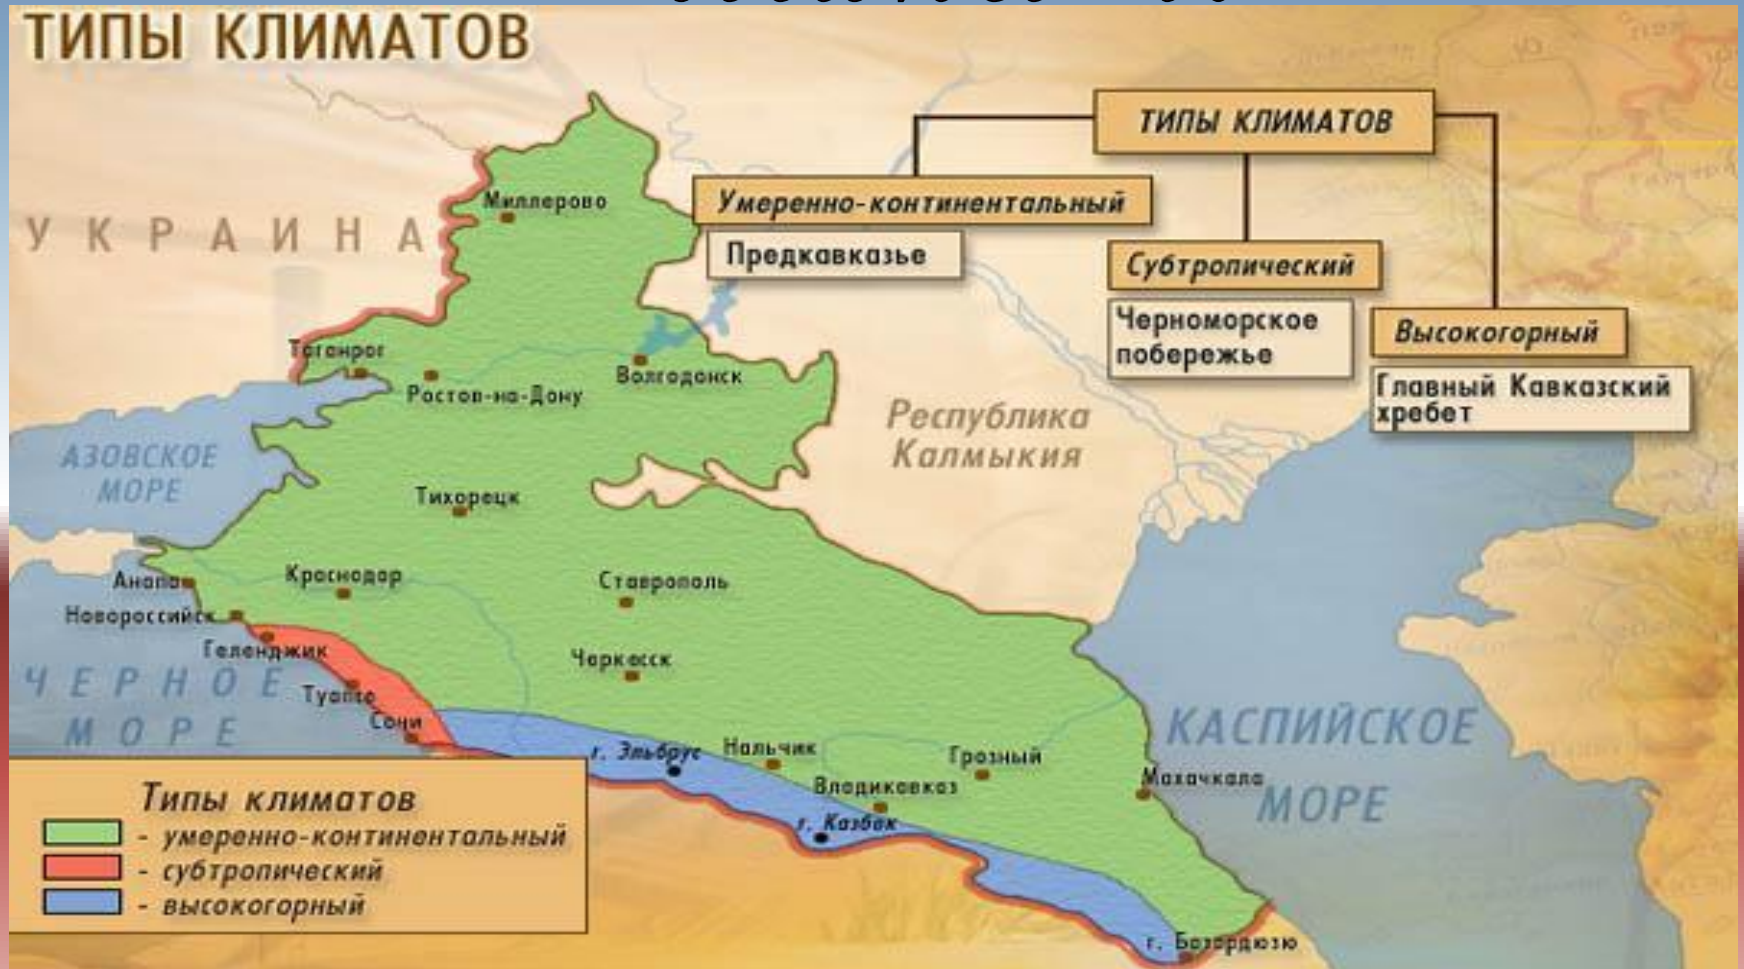 ТИПЫ КЛИМАТОВ
ТИПЫ КЛИМАТОВ
Умеренно-континентальный
Предкавказье
Субтропический
Черноморское
побережье
Высокогорный
Главный Кавказский
хребет
УКРАИНА
Миллерово
Таганрог
Ростов-на-Дону
Волгодонск
Республика
Калмыкия
АЗОВСКОЕ
МОРЕ
Тихорецк
Анапа
Краснодар
Ставрополь
Новороссийск
Геленджик
Черкесск
ЧЕРНОЕ
МОРЕ
Туапсе
Сочи
г. Эльбрус
Нальчик
Грозный
Владикавказ
г. Казбек
Махачкала
КАСПИЙСКОЕ
МОРЕ
г. Базардюзю
Типы климатов
- умеренно-континентальный
- субтропический
- высокогорный